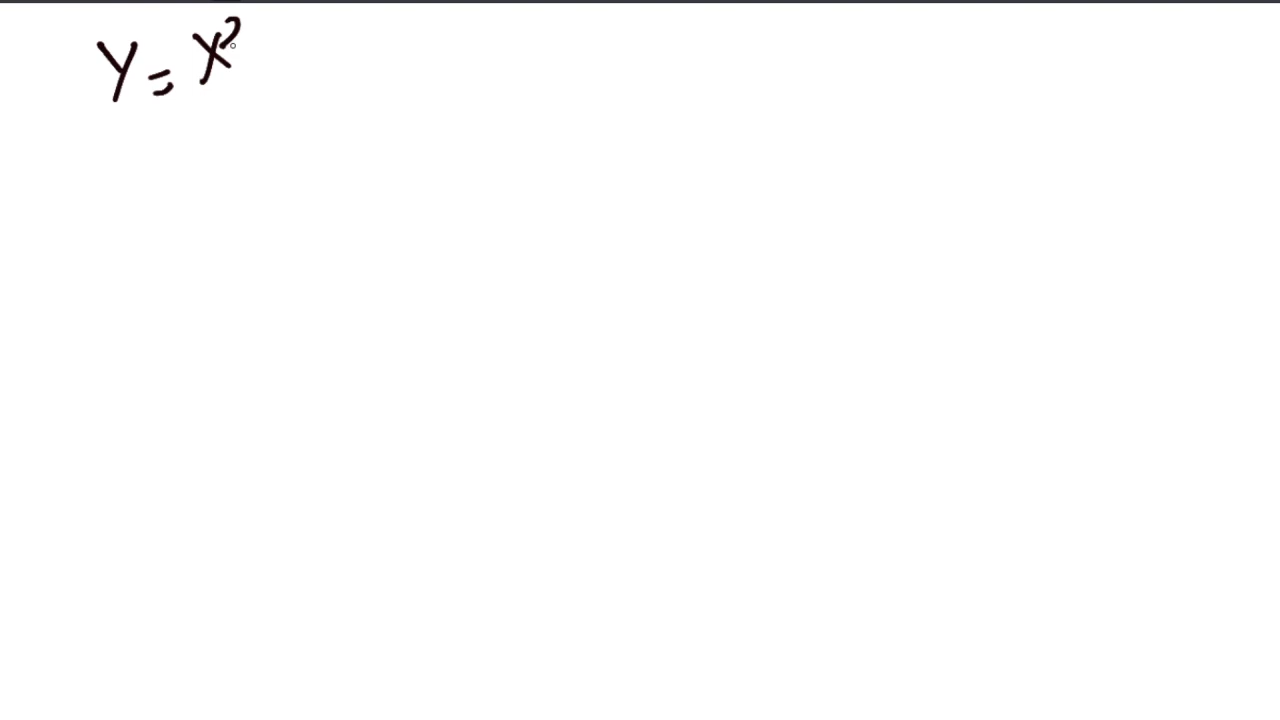 y = x²